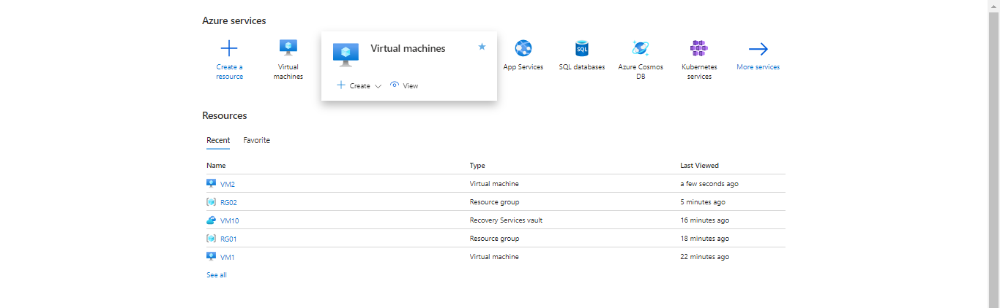 Azure services
Create a
resource
Virtual
machines
Virtual machines
Create
View
App Services
SQL
SQL databases
Azure Cosmos
DB
Kubernetes
services
More services
Resources
Recent Favorite
Name Type Last Viewed
VM2 Virtual machine a few seconds ago
RG02 Resource group 5 minutes ago
VM10 Recovery Services vault 16 minutes ago
RG01 Resource group 18 minutes ago
VM1 Virtual machine 22 minutes ago
See all